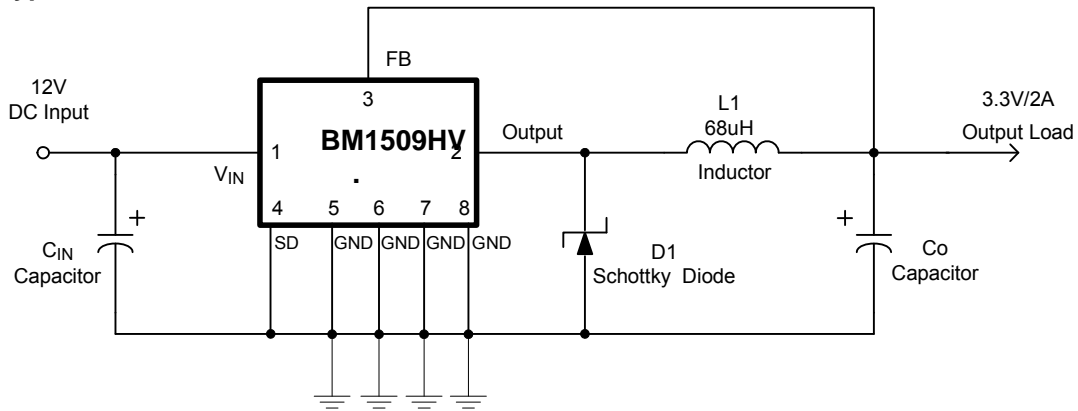 FB
12V
DC Input
3
L1
68uH
3.3V/2A
Output Load
BM1509HV
1
2
Output
Inductor
VIN
.
4 5 6 7 8
SD GND GND GND GND
+
CIN
Capacitor
D1
Schottky Diode
+
Co
Capacitor